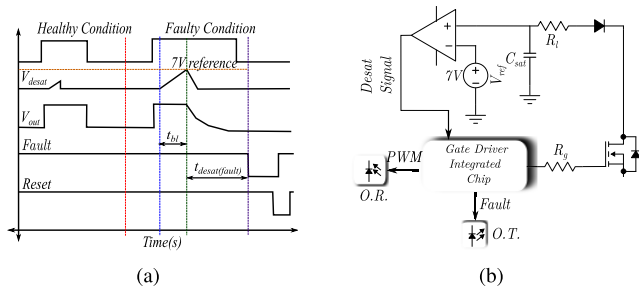 Healthy Condition Faulty Condition
7V reference
V_desat
V_out
t_bl
Fault
t_desat(fault)
Reset
Time(s)
(a)
R_l
C_sat
7V
V_ref
Desat
Signal
Gate Driver
Integrated
Chip
R_g
PWM
O.R.
Fault
O.T.
(b)